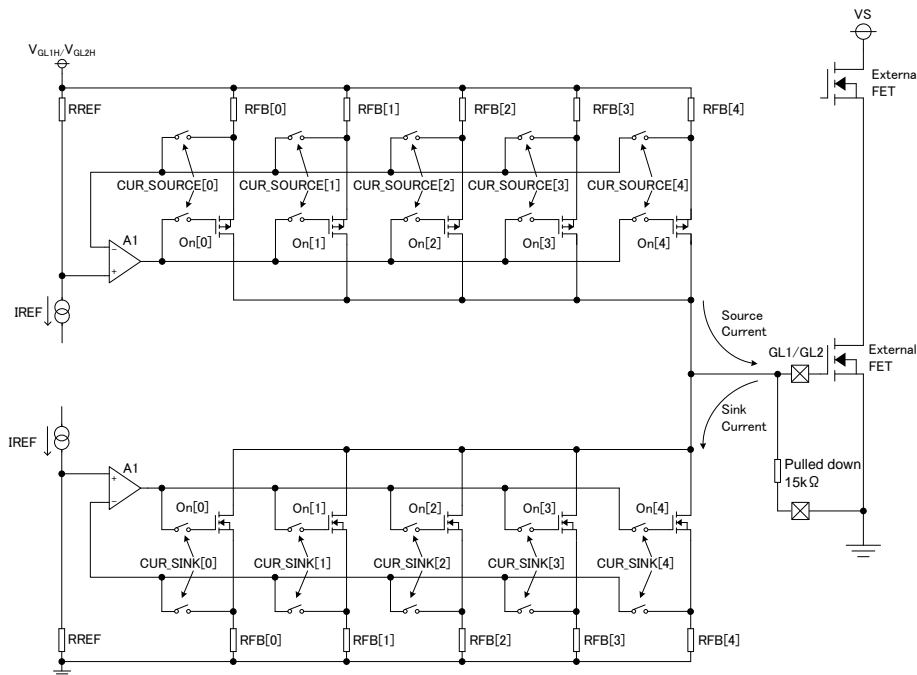 VS
V_GL1H/V_GL2H
Externa
FET
RREF
RFB[0]
RFB[1]
RFB[2]
RFB[3]
RFB[4]
CUR_SOURCE[0]
CUR_SOURCE[1]
CUR_SOURCE[2]
CUR_SOURCE[3]
CUR_SOURCE[4]
A1
−
+
On[0]
On[1]
On[2]
On[3]
On[4]
IREF
Source
Current
GL1/GL2
External
FET
Sink
Current
IREF
A1
+
−
On[0]
On[1]
On[2]
On[3]
On[4]
Pulled down
15kΩ
CUR_SINK[0]
CUR_SINK[1]
CUR_SINK[2]
CUR_SINK[3]
CUR_SINK[4]
RREF
RFB[0]
RFB[1]
RFB[2]
RFB[3]
RFB[4]